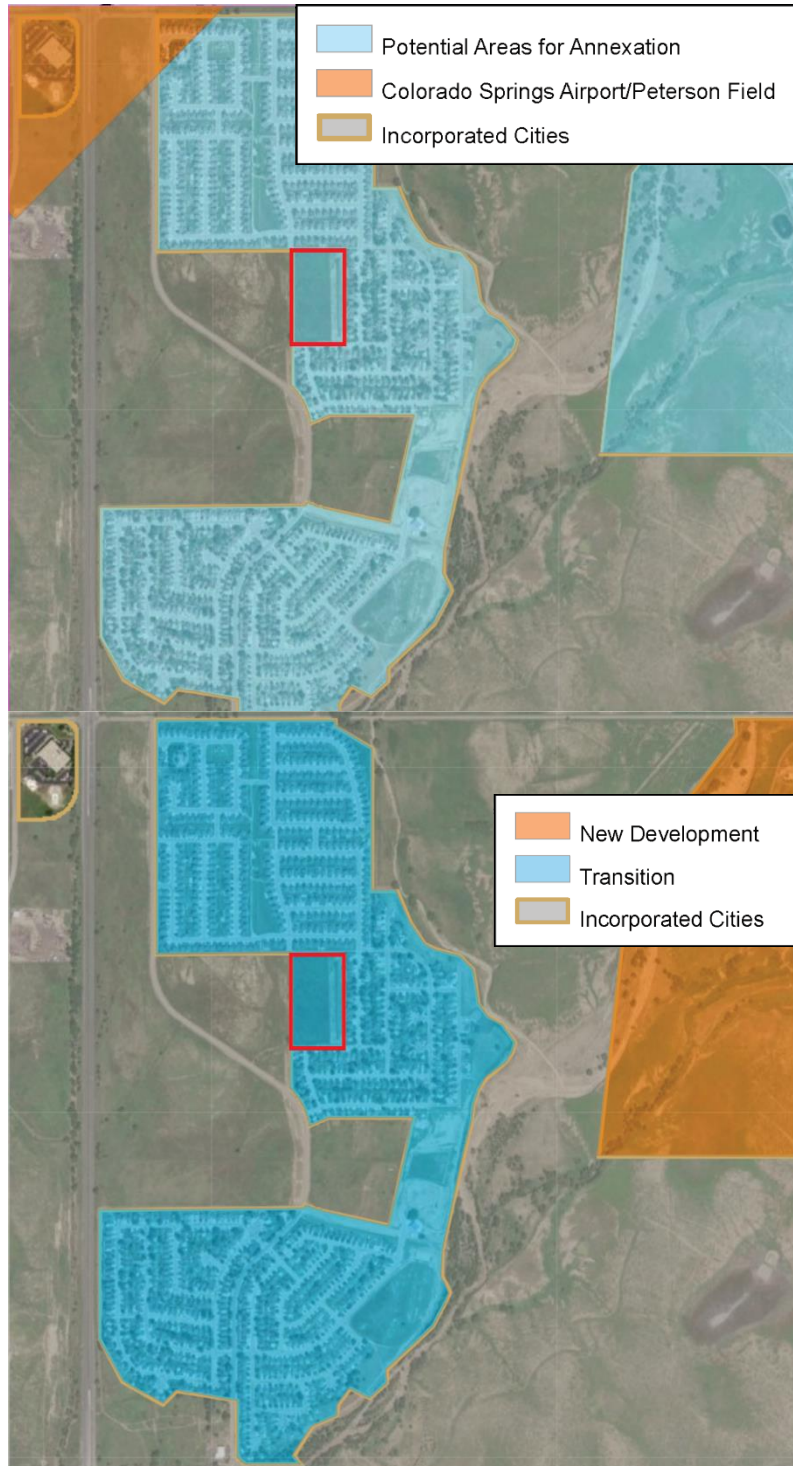 Potential Areas for Annexation
Colorado Springs Airport/Peterson Field
Incorporated Cities
New Development
Transition
Incorporated Cities